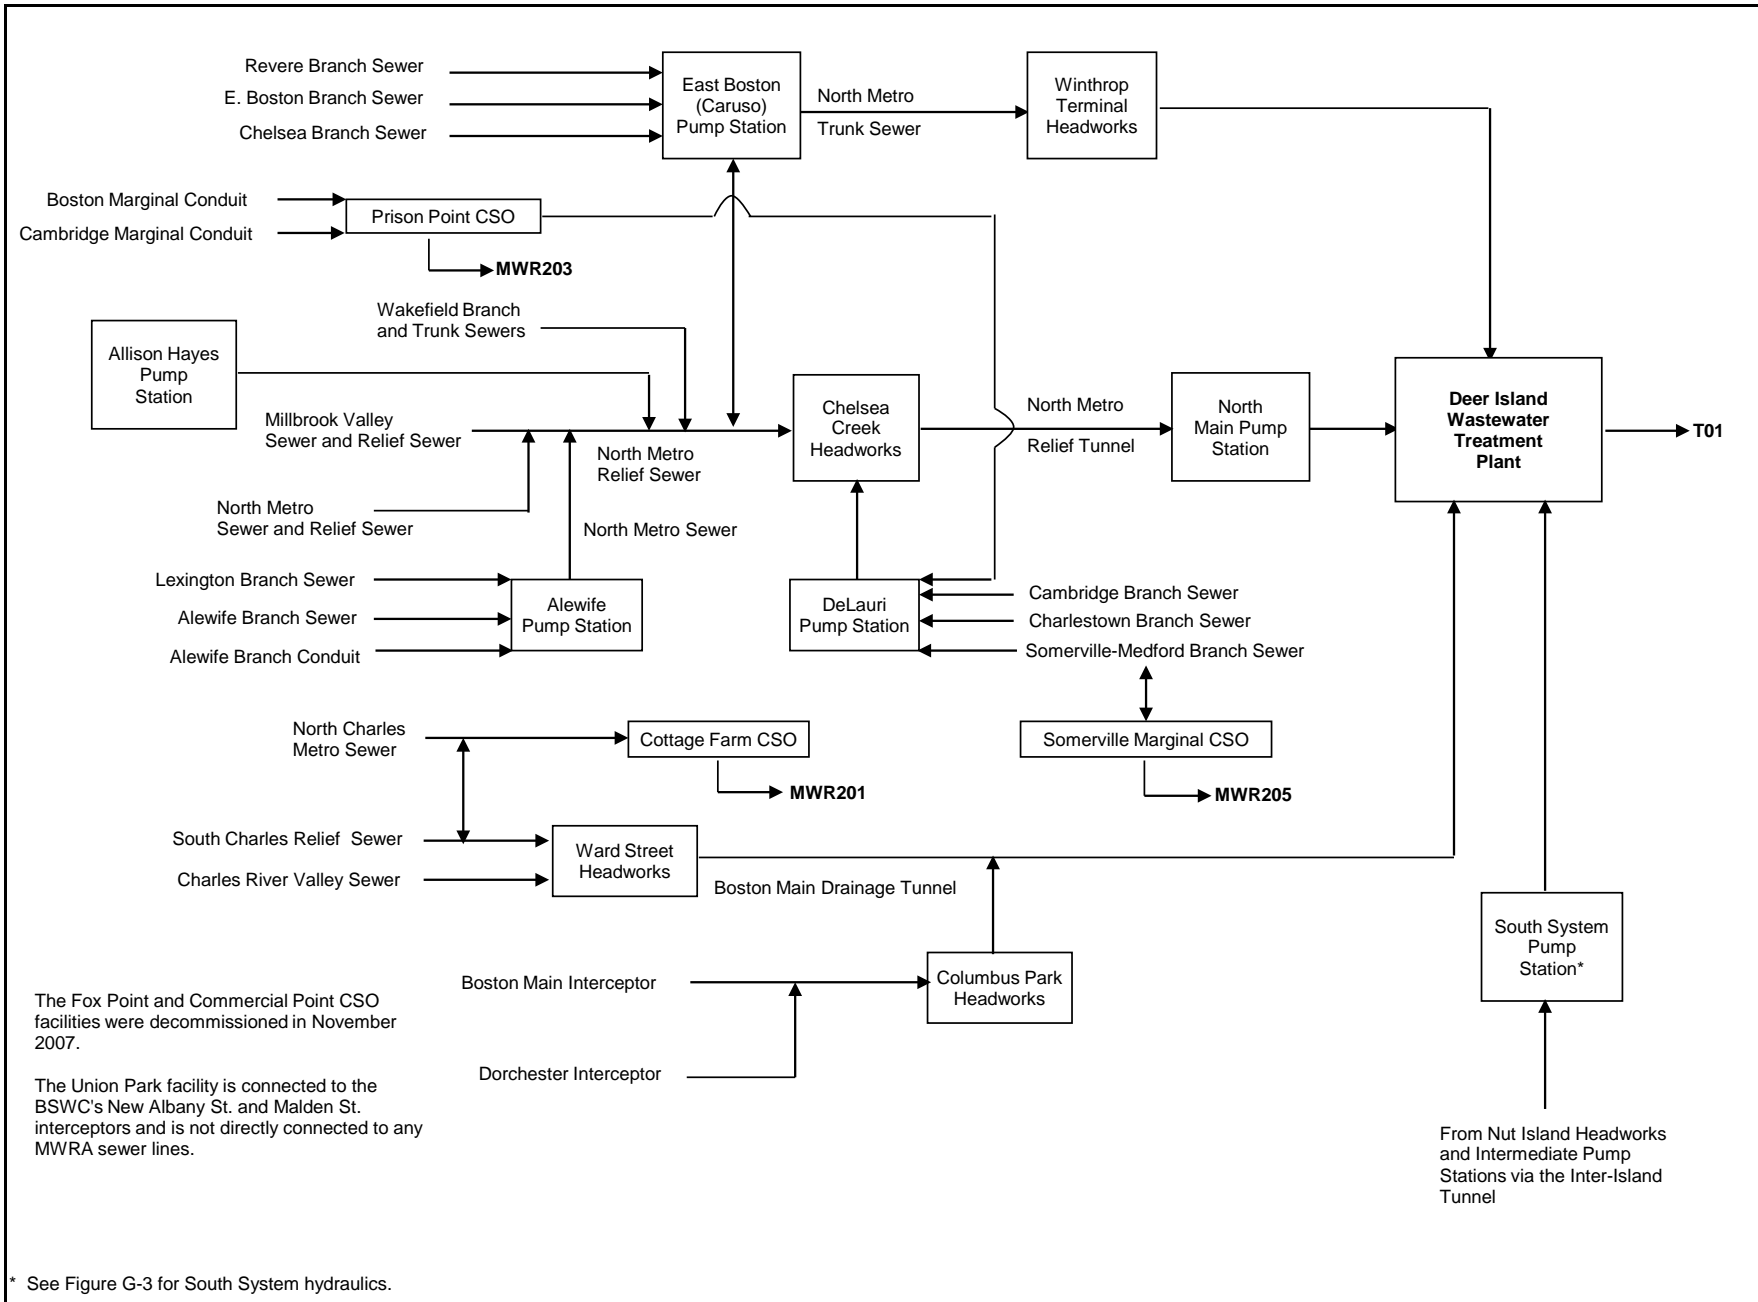 Revere Branch Sewer
E. Boston Branch Sewer
Chelsea Branch Sewer
East Boston
(Caruso)
Pump Station
North Metro
Trunk Sewer
Winthrop
Terminal
Headworks
Boston Marginal Conduit
Cambridge Marginal Conduit
Prison Point CSO
MWR203
Wakefield Branch
and Trunk Sewers
Allison Hayes
Pump
Station
Millbrook Valley
Sewer and Relief Sewer
North Metro
Relief Sewer
Chelsea
Creek
Headworks
North Metro
Relief Tunnel
North
Main Pump
Station
Deer Island
Wastewater
Treatment
Plant
T01
North Metro
Sewer and Relief Sewer
North Metro Sewer
Lexington Branch Sewer
Alewife Branch Sewer
Alewife Branch Conduit
Alewife
Pump Station
DeLauri
Pump Station
Cambridge Branch Sewer
Charlestown Branch Sewer
Somerville-Medford Branch Sewer
North Charles
Metro Sewer
Cottage Farm CSO
MWR201
Somerville Marginal CSO
MWR205
South Charles Relief  Sewer
Charles River Valley Sewer
Ward Street
Headworks
Boston Main Drainage Tunnel
South System
Pump
Station*
Boston Main Interceptor
Columbus Park
Headworks
Dorchester Interceptor
The Fox Point and Commercial Point CSO
facilities were decommissioned in November
2007.
The Union Park facility is connected to the
BSWC's New Albany St. and Malden St.
interceptors and is not directly connected to any
MWRA sewer lines.
From Nut Island Headworks
and Intermediate Pump
Stations via the Inter-Island
Tunnel
* See Figure G-3 for South System hydraulics.